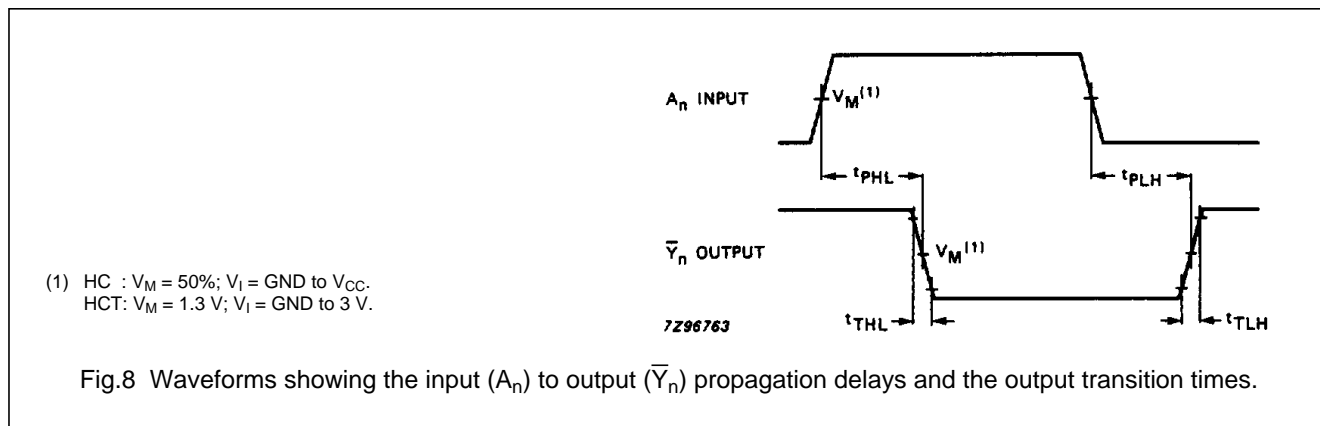 Aₙ INPUT
V_M⁽¹⁾
t_PHL
t_PLH
Y̅ₙ OUTPUT
V_M⁽¹⁾
(1) HC : V_M = 50%; V_I = GND to V_CC.
HCT: V_M = 1.3 V; V_I = GND to 3 V.
7Z96763
t_THL
t_TLH
Fig.8 Waveforms showing the input (Aₙ) to output (Y̅ₙ) propagation delays and the output transition times.